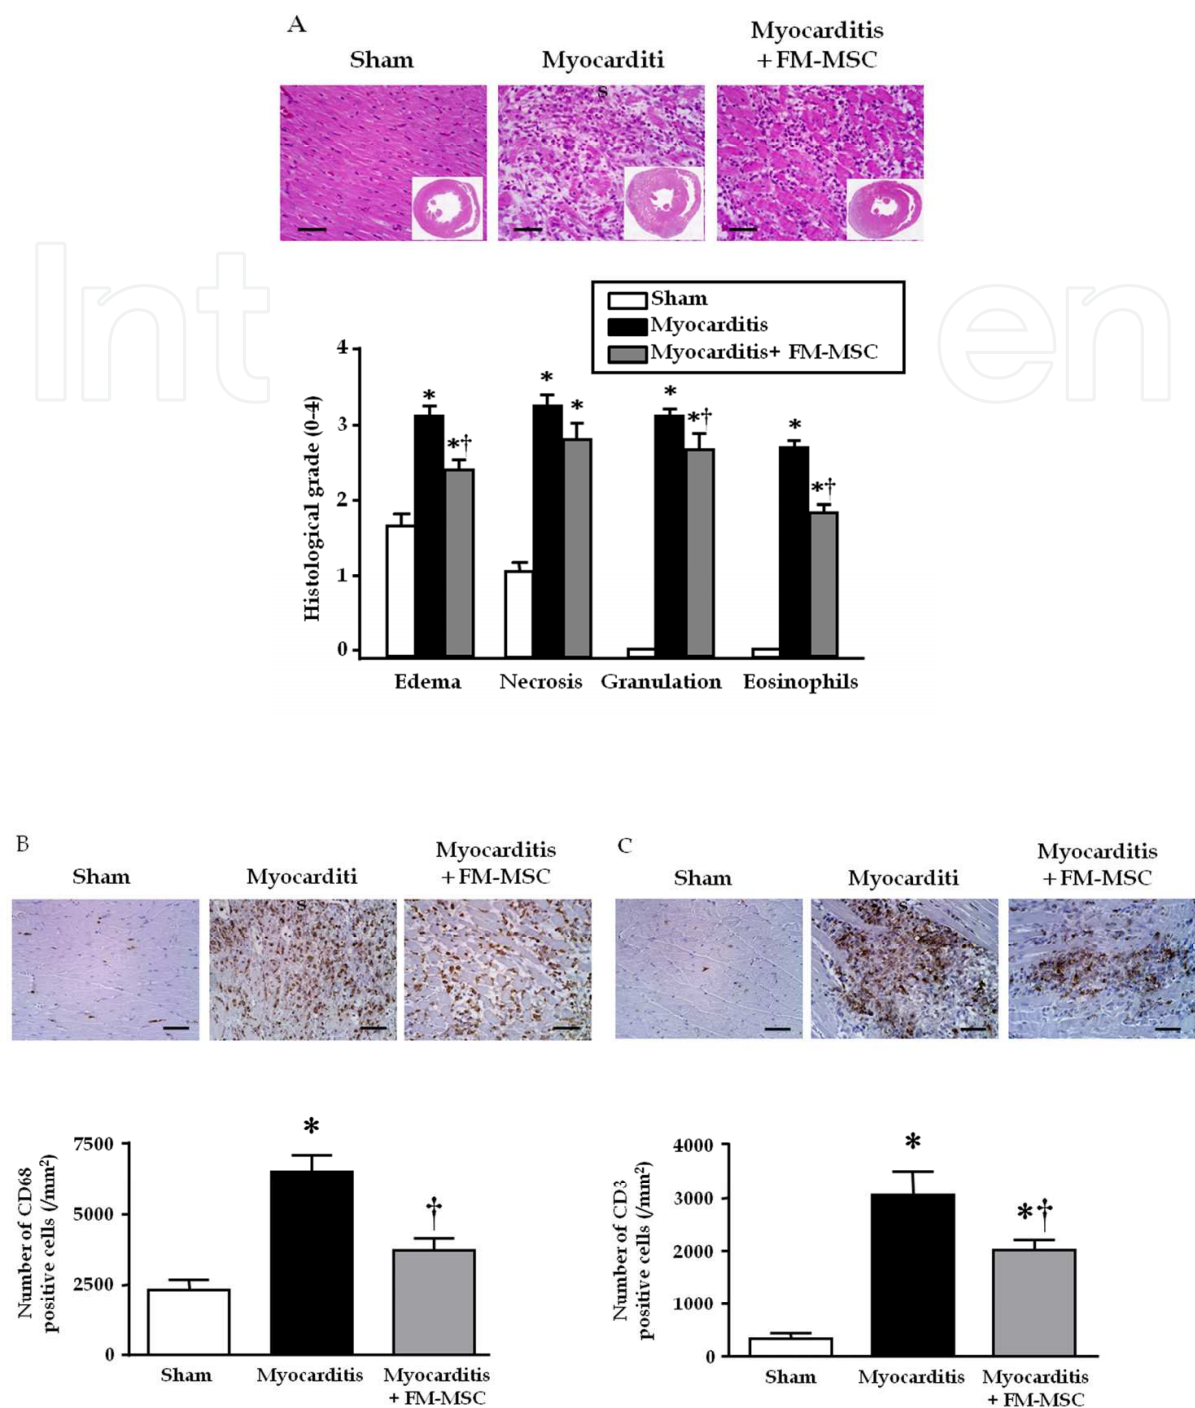 A
Sham
Myocarditi
s
Myocarditis
+ FM-MSC
Int
en
Sham
Myocarditis
Myocarditis+ FM-MSC
Histological grade (0-4)
4
3
2
1
0
*
*†
*
*
*
*†
*
*†
Edema
Necrosis
Granulation
Eosinophils
B
Sham
Myocarditi
s
Myocarditis
+ FM-MSC
Number of CD68
positive cells (/mm²)
7500
5000
2500
0
*
†
Sham
Myocarditis
Myocarditis
+ FM-MSC
C
Sham
Myocarditi
s
Myocarditis
+ FM-MSC
Number of CD3
positive cells (/mm²)
4000
3000
2000
1000
0
*
*†
Sham
Myocarditis
Myocarditis
+ FM-MSC